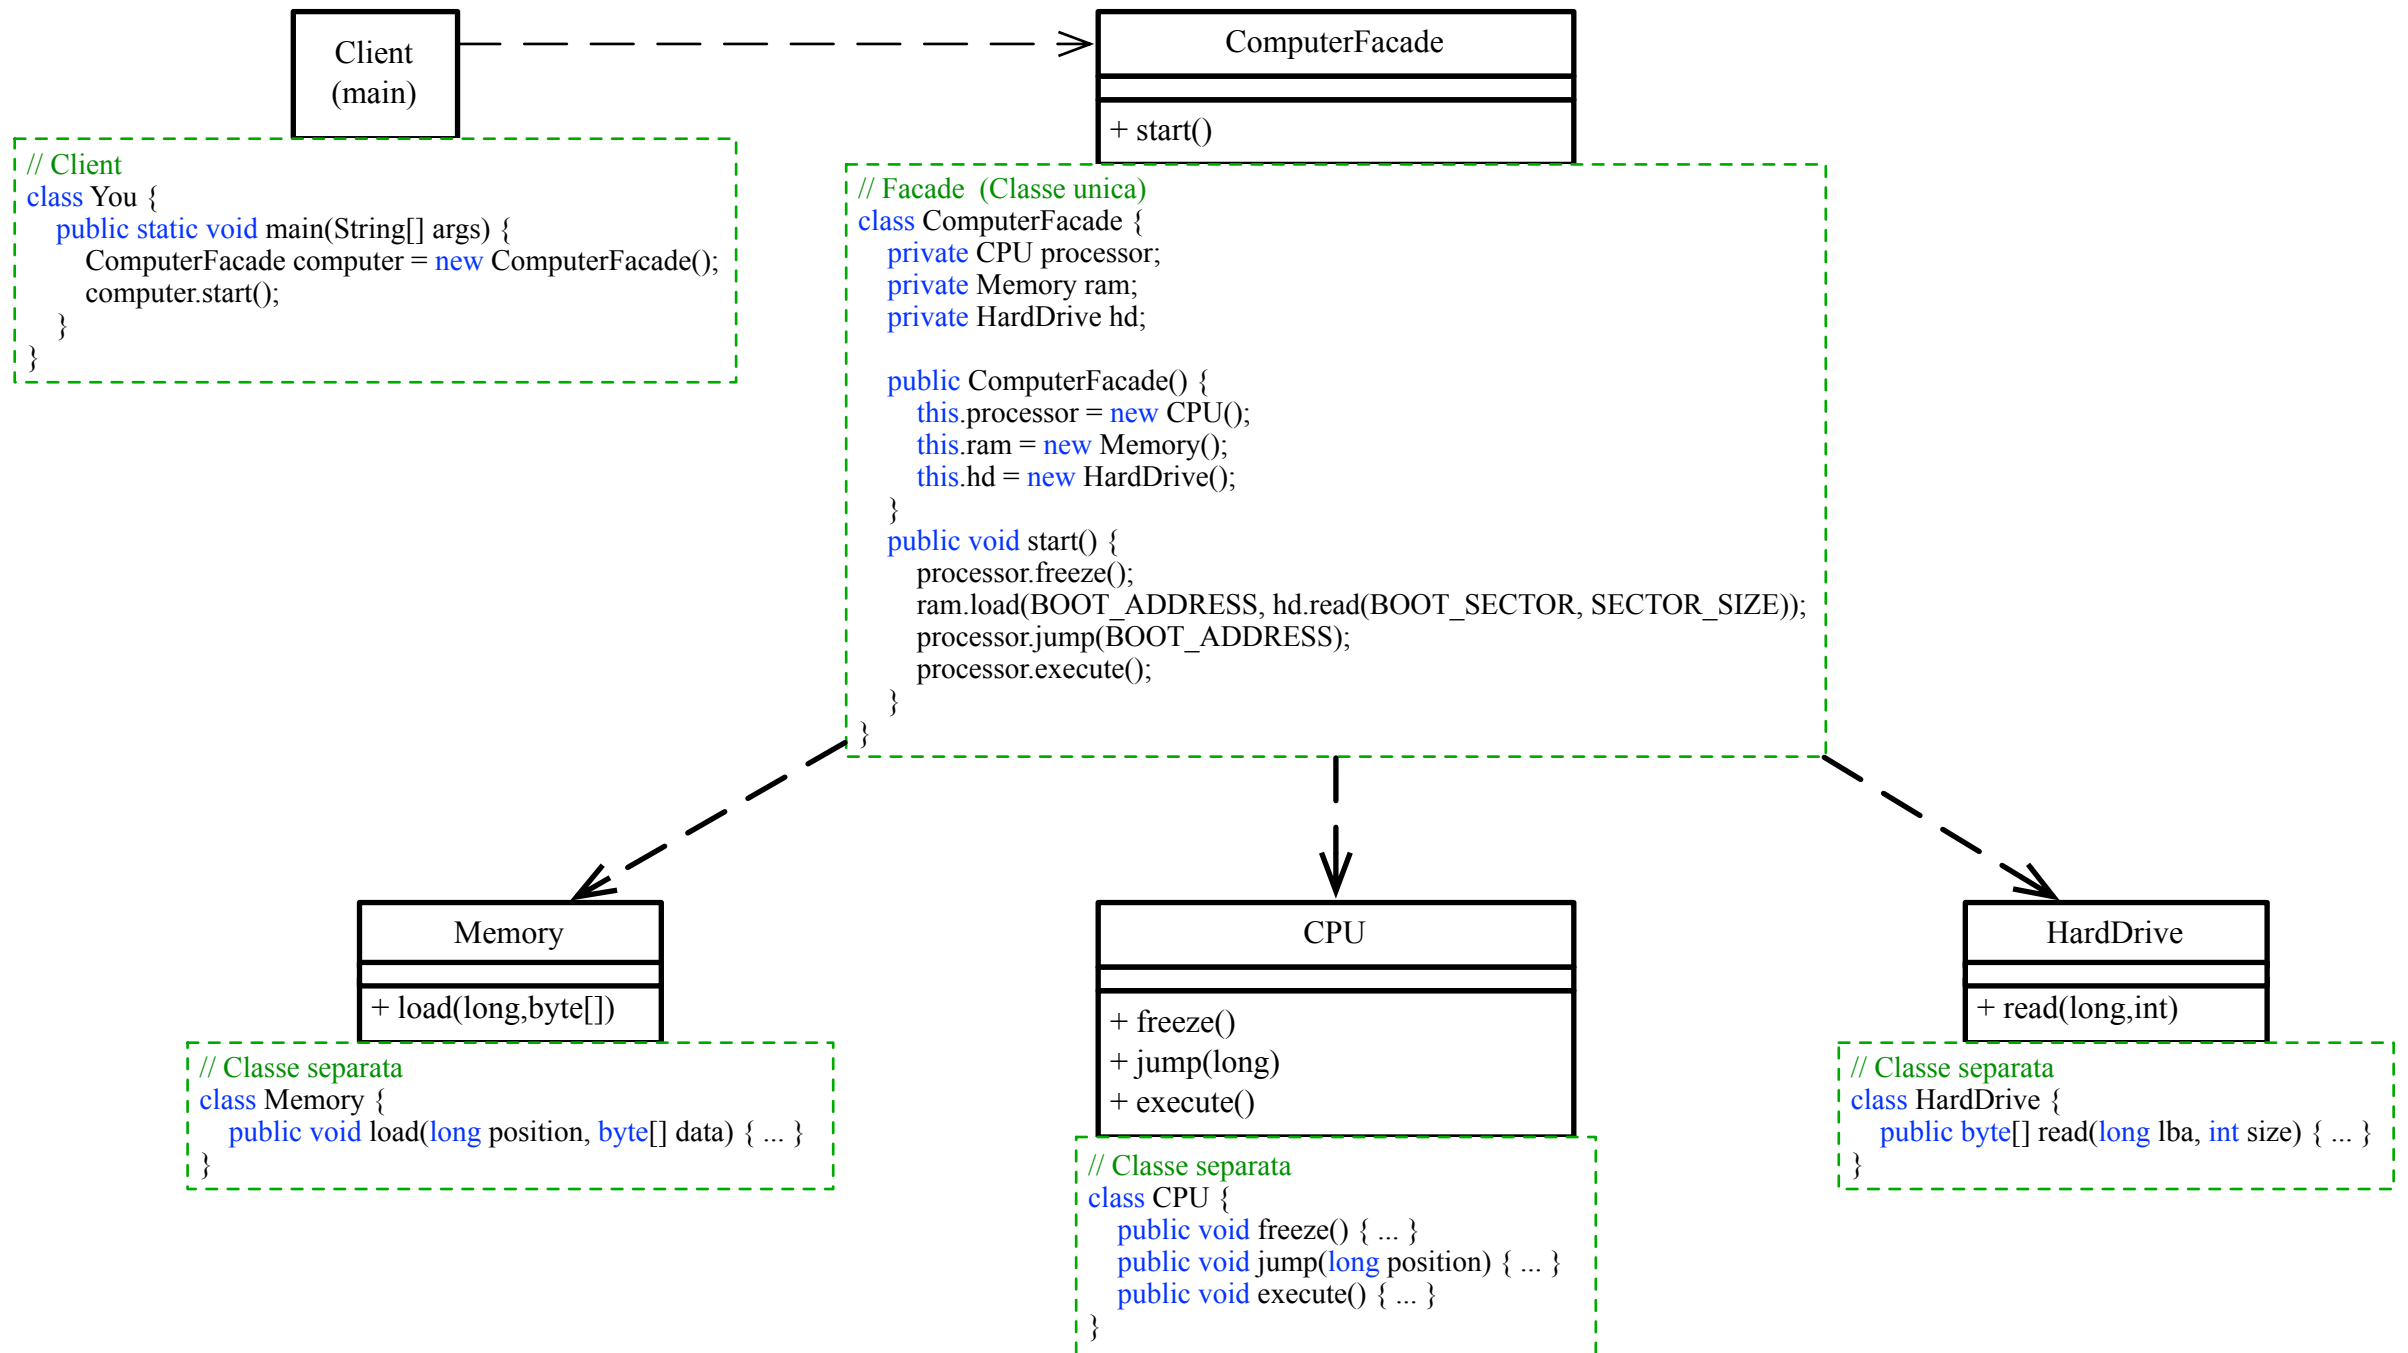 Client
(main)
ComputerFacade
+ start()
// Client
class You {
public static void main(String[] args) {
ComputerFacade computer = new ComputerFacade();
computer.start();
}
}
// Facade  (Classe unica)
class ComputerFacade {
private CPU processor;
private Memory ram;
private HardDrive hd;
public ComputerFacade() {
this.processor = new CPU();
this.ram = new Memory();
this.hd = new HardDrive();
}
public void start() {
processor.freeze();
ram.load(BOOT_ADDRESS, hd.read(BOOT_SECTOR, SECTOR_SIZE));
processor.jump(BOOT_ADDRESS);
processor.execute();
}
}
Memory
+ load(long,byte[])
// Classe separata
class Memory {
public void load(long position, byte[] data) { ... }
}
CPU
+ freeze()
+ jump(long)
+ execute()
// Classe separata
class CPU {
public void freeze() { ... }
public void jump(long position) { ... }
public void execute() { ... }
}
HardDrive
+ read(long,int)
// Classe separata
class HardDrive {
public byte[] read(long lba, int size) { ... }
}